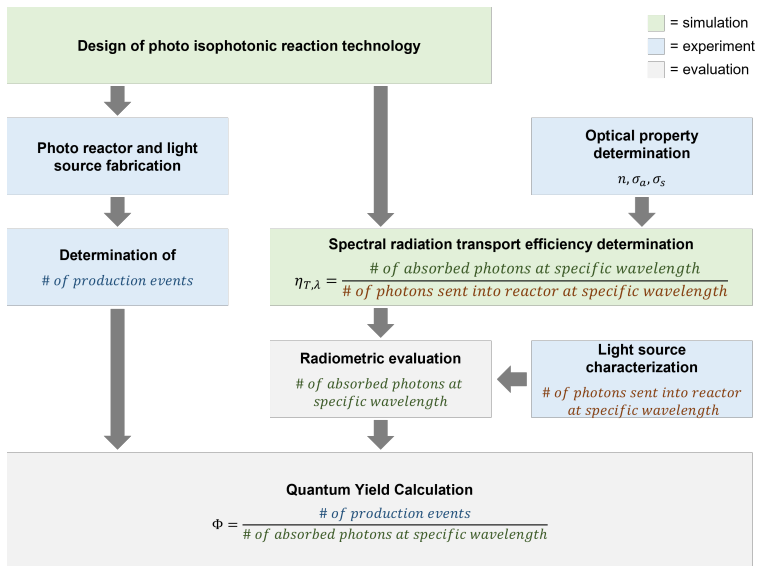 Design of photo isophotonic reaction technology
= simulation
= experiment
= evaluation
Photo reactor and light
source fabrication
Optical property
determination
n, σₐ, σₛ
Determination of
# of production events
Spectral radiation transport efficiency determination
η_T,λ = # of absorbed photons at specific wavelength
# of photons sent into reactor at specific wavelength
Radiometric evaluation
# of absorbed photons at
specific wavelength
Light source
characterization
# of photons sent into reactor
at specific wavelength
Quantum Yield Calculation
Φ = # of production events
# of absorbed photons at specific wavelength